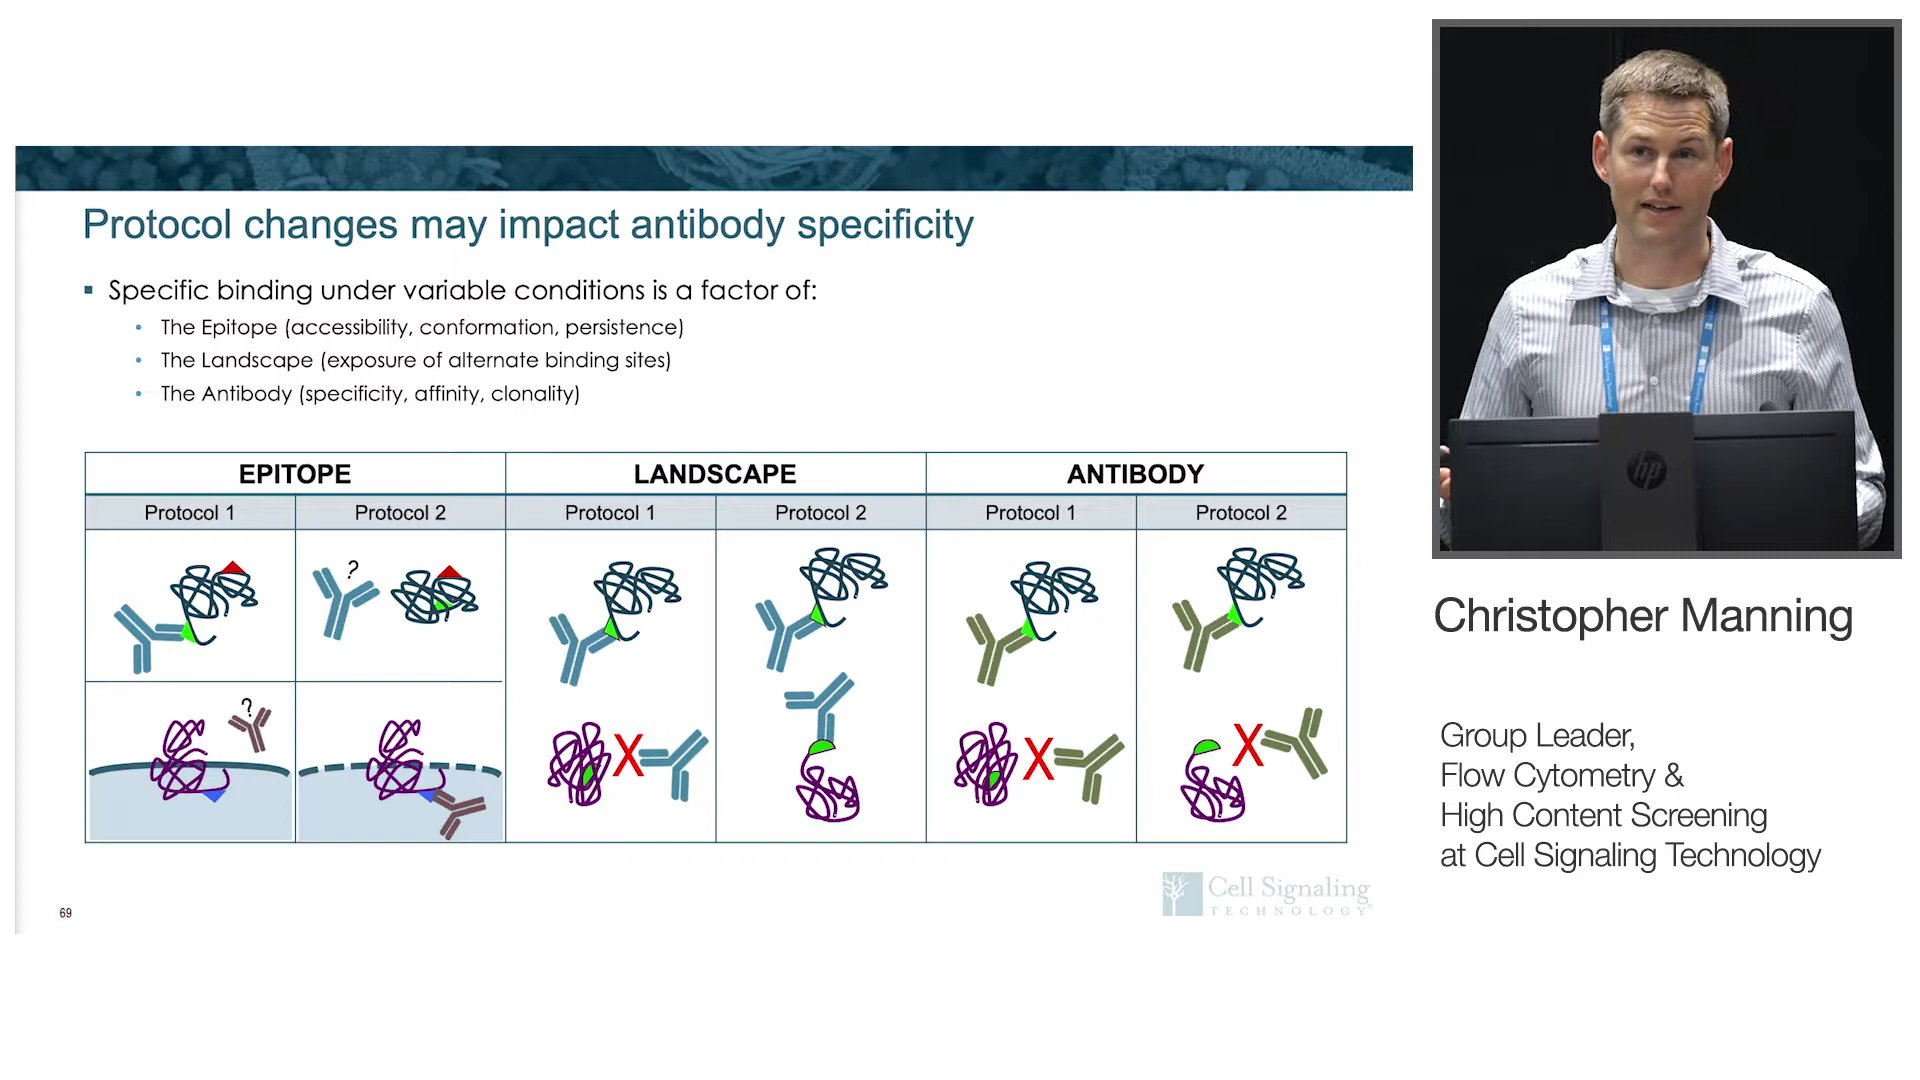 Protocol changes may impact antibody specificity
Specific binding under variable conditions is a factor of:
The Epitope (accessibility, conformation, persistence)
The Landscape (exposure of alternate binding sites)
The Antibody (specificity, affinity, clonality)
EPITOPE LANDSCAPE ANTIBODY
Protocol 1 Protocol 2 Protocol 1 Protocol 2 Protocol 1 Protocol 2
?
?
X X X
Cell Signaling
TECHNOLOGY®
69
hp
Christopher Manning
Group Leader,
Flow Cytometry &
High Content Screening
at Cell Signaling Technology